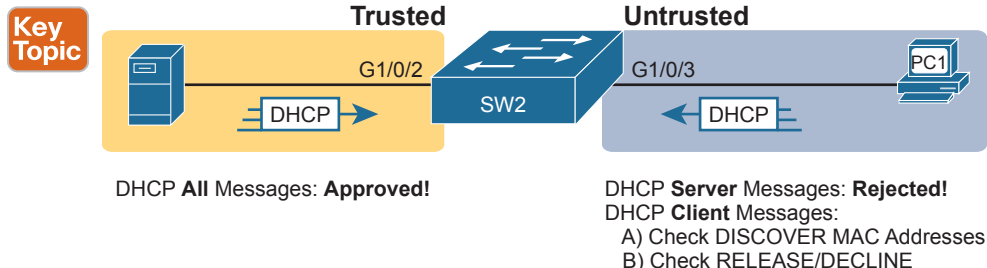 Key
Topic
Trusted
Untrusted
G1/0/2
G1/0/3
PC1
SW2
DHCP
DHCP
DHCP All Messages: Approved!
DHCP Server Messages: Rejected!
DHCP Client Messages:
A) Check DISCOVER MAC Addresses
B) Check RELEASE/DECLINE